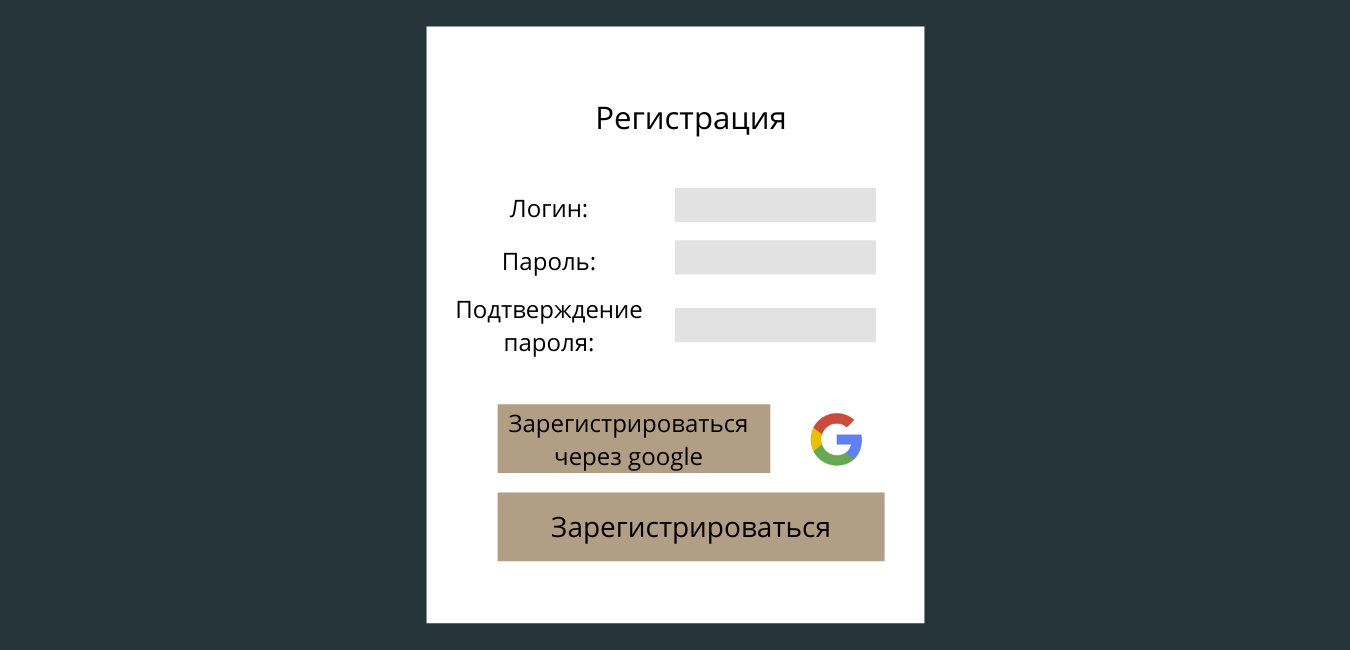 Регистрация
Логин:
Пароль:
Подтверждение
пароля:
Зарегистрироваться
через google
Зарегистрироваться